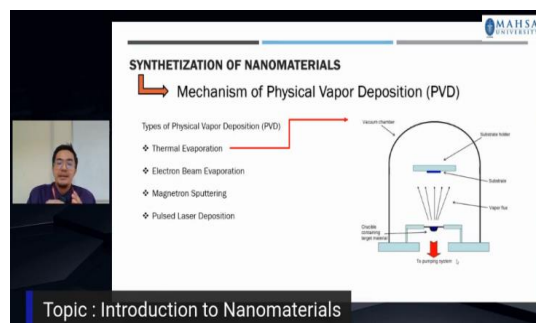 MAHSA
UNIVERSITY
SYNTHETIZATION OF NANOMATERIALS
Mechanism of Physical Vapor Deposition (PVD)
Types of Physical Vapor Deposition (PVD)
❖ Thermal Evaporation
❖ Electron Beam Evaporation
❖ Magnetron Sputtering
❖ Pulsed Laser Deposition
Vacuum chamber
Substrate holder
Substrate
Vapor flux
Crucible
containing
target material
To pumping system
Topic : Introduction to Nanomaterials